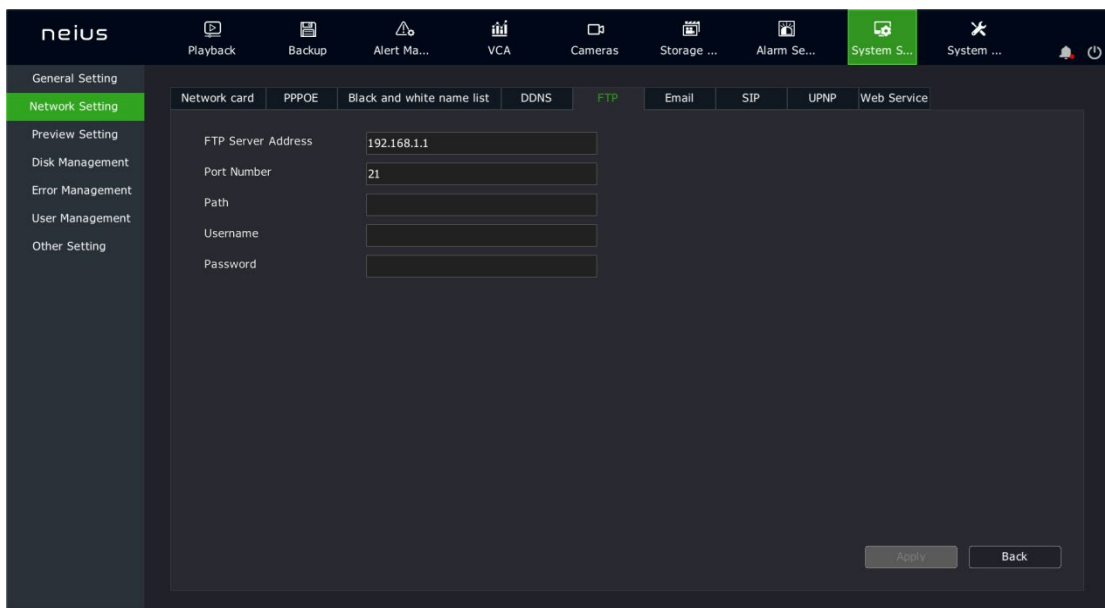 neius
Playback
Backup
Alert Ma...
VCA
Cameras
Storage ...
Alarm Se...
System S...
System ...
General Setting
Network Setting
Preview Setting
Disk Management
Error Management
User Management
Other Setting
Network card
PPPOE
Black and white name list
DDNS
FTP
Email
SIP
UPNP
Web Service
FTP Server Address
192.168.1.1
Port Number
21
Path
Username
Password
Apply
Back